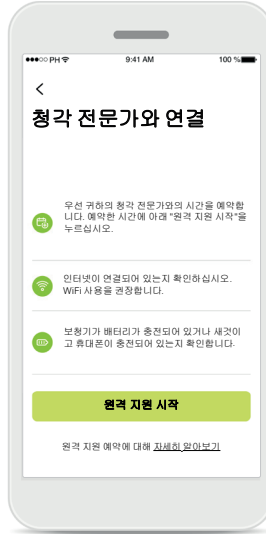 PH 9:41 AM 100 %
청각 전문가와 연결
우선 귀하의 청각 전문가와의 시간을 예약합
니다. 예약한 시간에 아래 "원격 지원 시작"을
누르십시오.
인터넷이 연결되어 있는지 확인하십시오.
WiFi 사용을 권장합니다.
보청기가 배터리가 충전되어 있거나 새것이
고 휴대폰이 충전되어 있는지 확인합니다.
원격 지원 시작
원격 지원 예약에 대해 자세히 알아보기